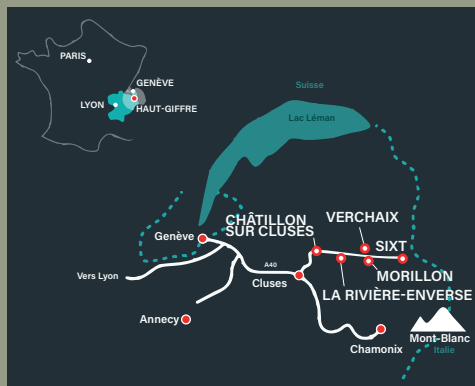 PARIS
GENÈVE
LYON
HAUT-GIFFRE
Suisse
Lac Léman
CHÂTILLON
SUR CLUSES
VERCHAIX
Genève
SIXT
A40
Vers Lyon
Cluses
MORILLON
LA RIVIÈRE-ENVERSE
Annecy
Mont-Blanc
Chamonix
Italie